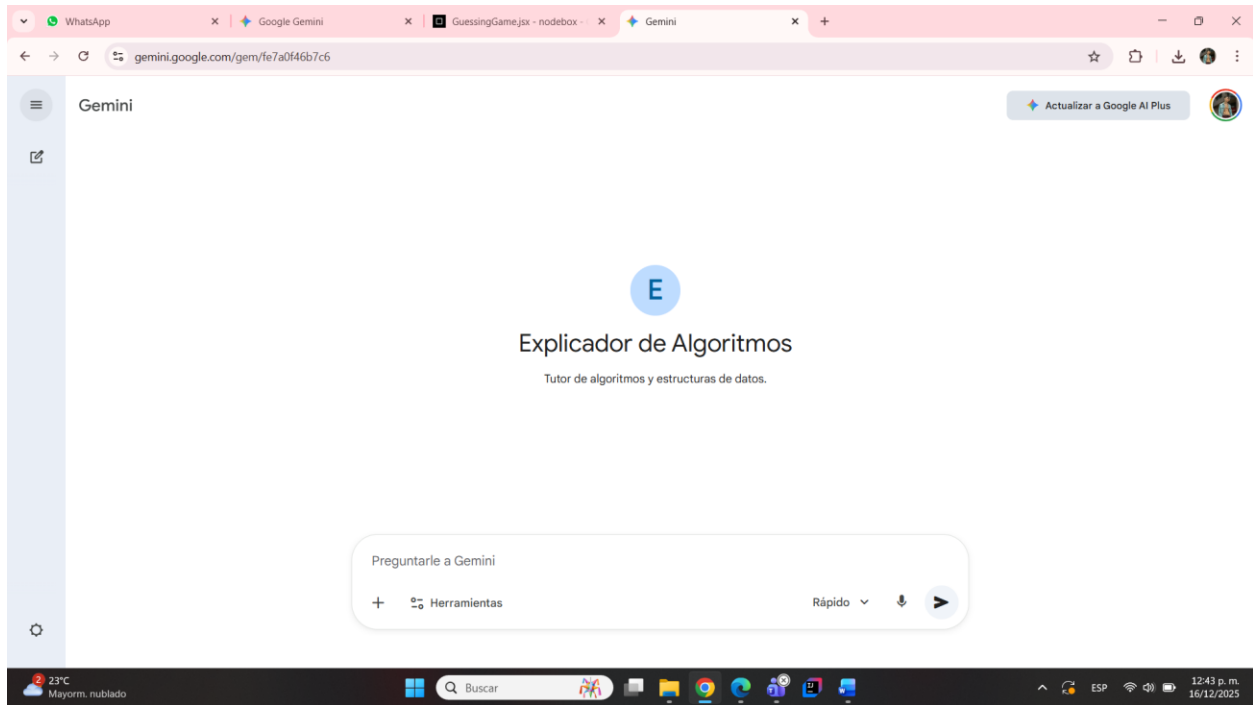 WhatsApp
Google Gemini
GuessingGame.jsx - nodebox -
Gemini
gemini.google.com/gem/fe7a0f46b7c6
Gemini
Actualizar a Google AI Plus
E
Explicador de Algoritmos
Tutor de algoritmos y estructuras de datos.
Preguntarle a Gemini
Herramientas
Rápido
2
23°C
Mayorm. nublado
Buscar
ESP
12:43 p. m.
16/12/2025